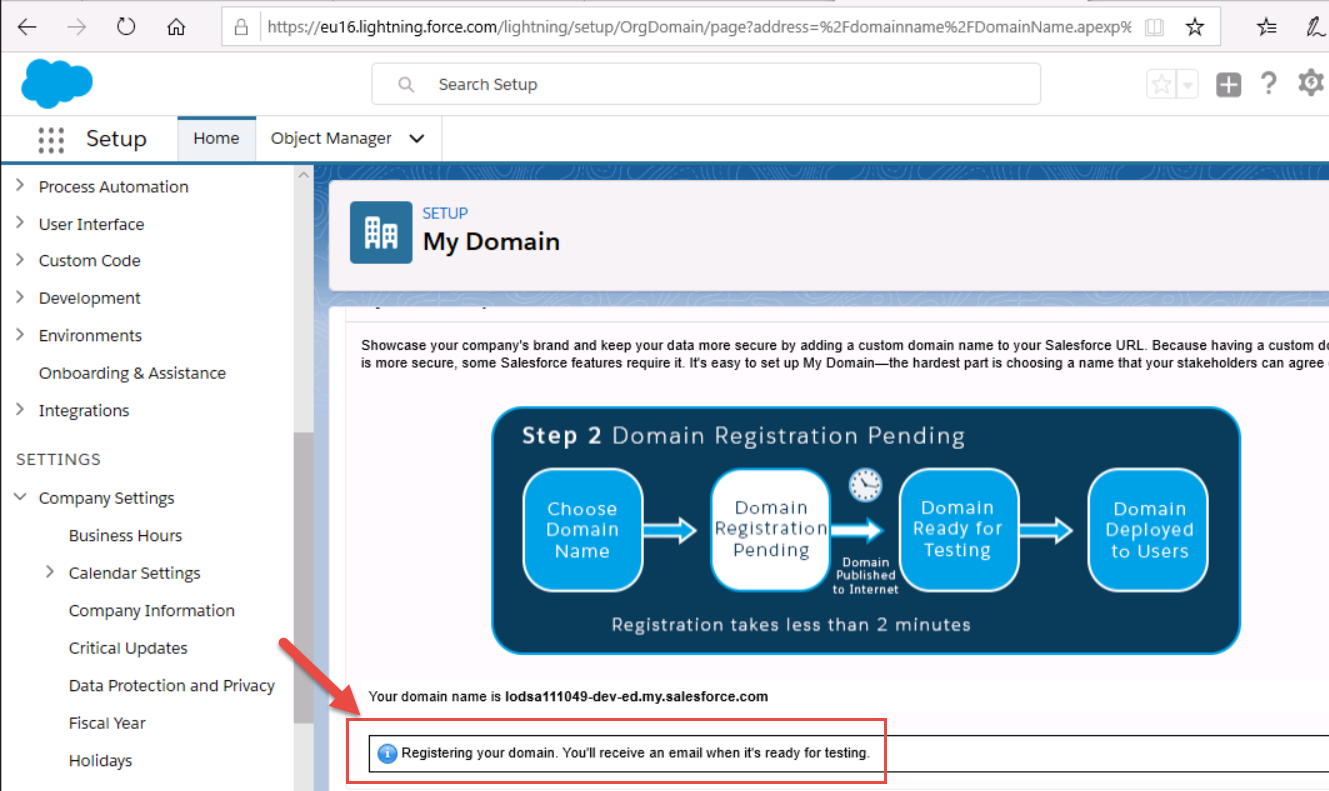 https://eu16.lightning.force.com/lightning/setup/OrgDomain/page?address=%2Fdomainname%2FDomainName.apexp%
Search Setup
Setup
Home
Object Manager
Process Automation
User Interface
Custom Code
Development
Environments
Onboarding & Assistance
Integrations
SETTINGS
Company Settings
Business Hours
Calendar Settings
Company Information
Critical Updates
Data Protection and Privacy
Fiscal Year
Holidays
SETUP
My Domain
Showcase your company's brand and keep your data more secure by adding a custom domain name to your Salesforce URL. Because having a custom do
is more secure, some Salesforce features require it. It's easy to set up My Domain—the hardest part is choosing a name that your stakeholders can agree
Step 2 Domain Registration Pending
Choose
Domain
Name
Domain
Registration
Pending
Domain
Published
to Internet
Domain
Ready for
Testing
Domain
Deployed
to Users
Registration takes less than 2 minutes
Your domain name is lodsa111049-dev-ed.my.salesforce.com
Registering your domain. You'll receive an email when it's ready for testing.